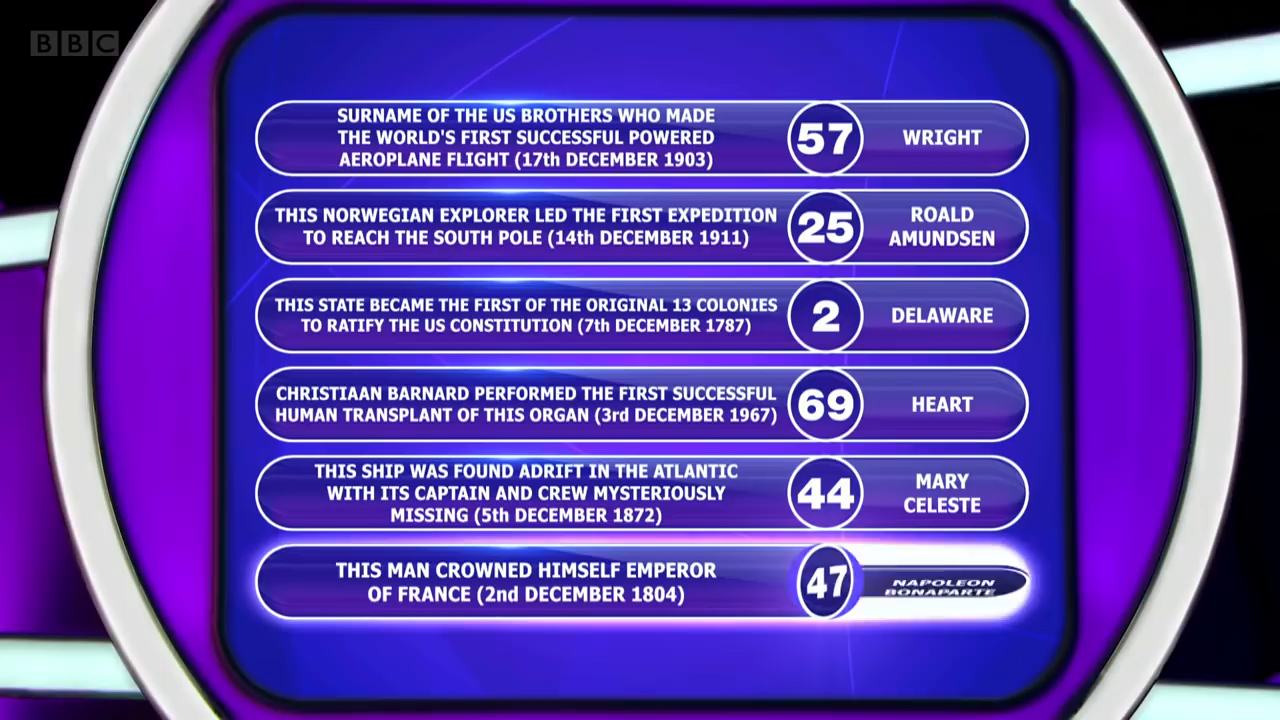 BBC
SURNAME OF THE US BROTHERS WHO MADE
THE WORLD'S FIRST SUCCESSFUL POWERED
AEROPLANE FLIGHT (17th DECEMBER 1903)
57
WRIGHT
THIS NORWEGIAN EXPLORER LED THE FIRST EXPEDITION
TO REACH THE SOUTH POLE (14th DECEMBER 1911)
25
ROALD
AMUNDSEN
THIS STATE BECAME THE FIRST OF THE ORIGINAL 13 COLONIES
TO RATIFY THE US CONSTITUTION (7th DECEMBER 1787)
2
DELAWARE
CHRISTIAAN BARNARD PERFORMED THE FIRST SUCCESSFUL
HUMAN TRANSPLANT OF THIS ORGAN (3rd DECEMBER 1967)
69
HEART
THIS SHIP WAS FOUND ADRIFT IN THE ATLANTIC
WITH ITS CAPTAIN AND CREW MYSTERIOUSLY
MISSING (5th DECEMBER 1872)
44
MARY
CELESTE
THIS MAN CROWNED HIMSELF EMPEROR
OF FRANCE (2nd DECEMBER 1804)
47
NAPOLEON
BONAPARTE